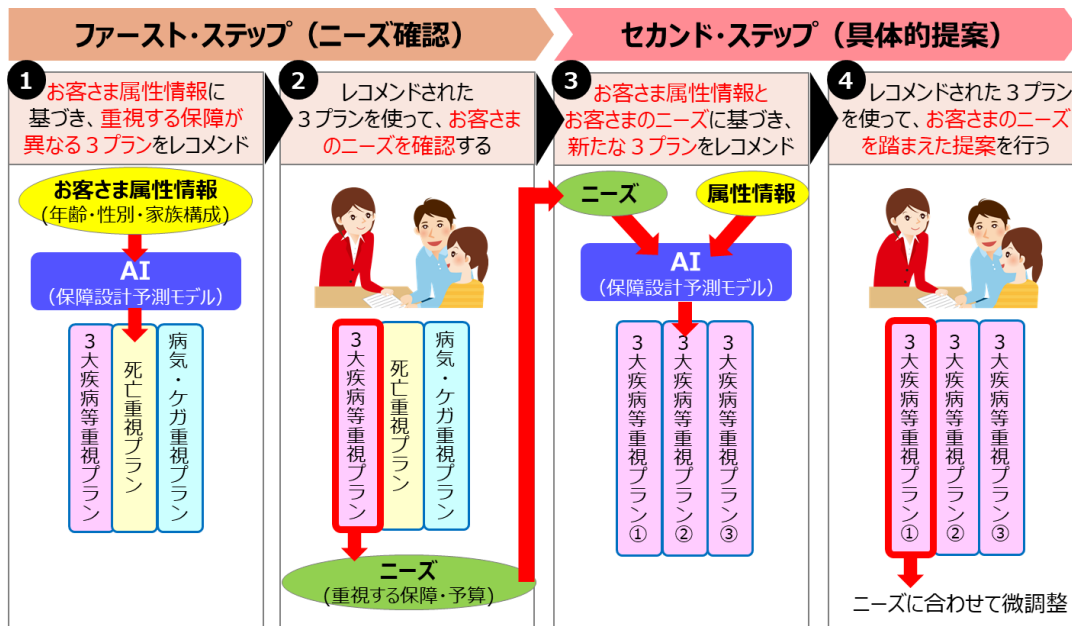 ファースト・ステップ（ニーズ確認）
セカンド・ステップ（具体的提案）
1
お客さま属性情報に
基づき、重視する保障が
異なる３プランをレコメンド
お客さま属性情報
(年齢・性別・家族構成)
AI
（保障設計予測モデル）
３大疾病等重視プラン
死亡重視プラン
病気・ケガ重視プラン
2
レコメンドされた
３プランを使って、お客さま
のニーズを確認する
３大疾病等重視プラン
死亡重視プラン
病気・ケガ重視プラン
ニーズ
(重視する保障・予算)
3
お客さま属性情報と
お客さまのニーズに基づき、
新たな３プランをレコメンド
ニーズ
属性情報
AI
（保障設計予測モデル）
３大疾病等重視プラン①
３大疾病等重視プラン②
３大疾病等重視プラン③
4
レコメンドされた３プラン
を使って、お客さまのニーズ
を踏まえた提案を行う
３大疾病等重視プラン①
３大疾病等重視プラン②
３大疾病等重視プラン③
ニーズに合わせて微調整